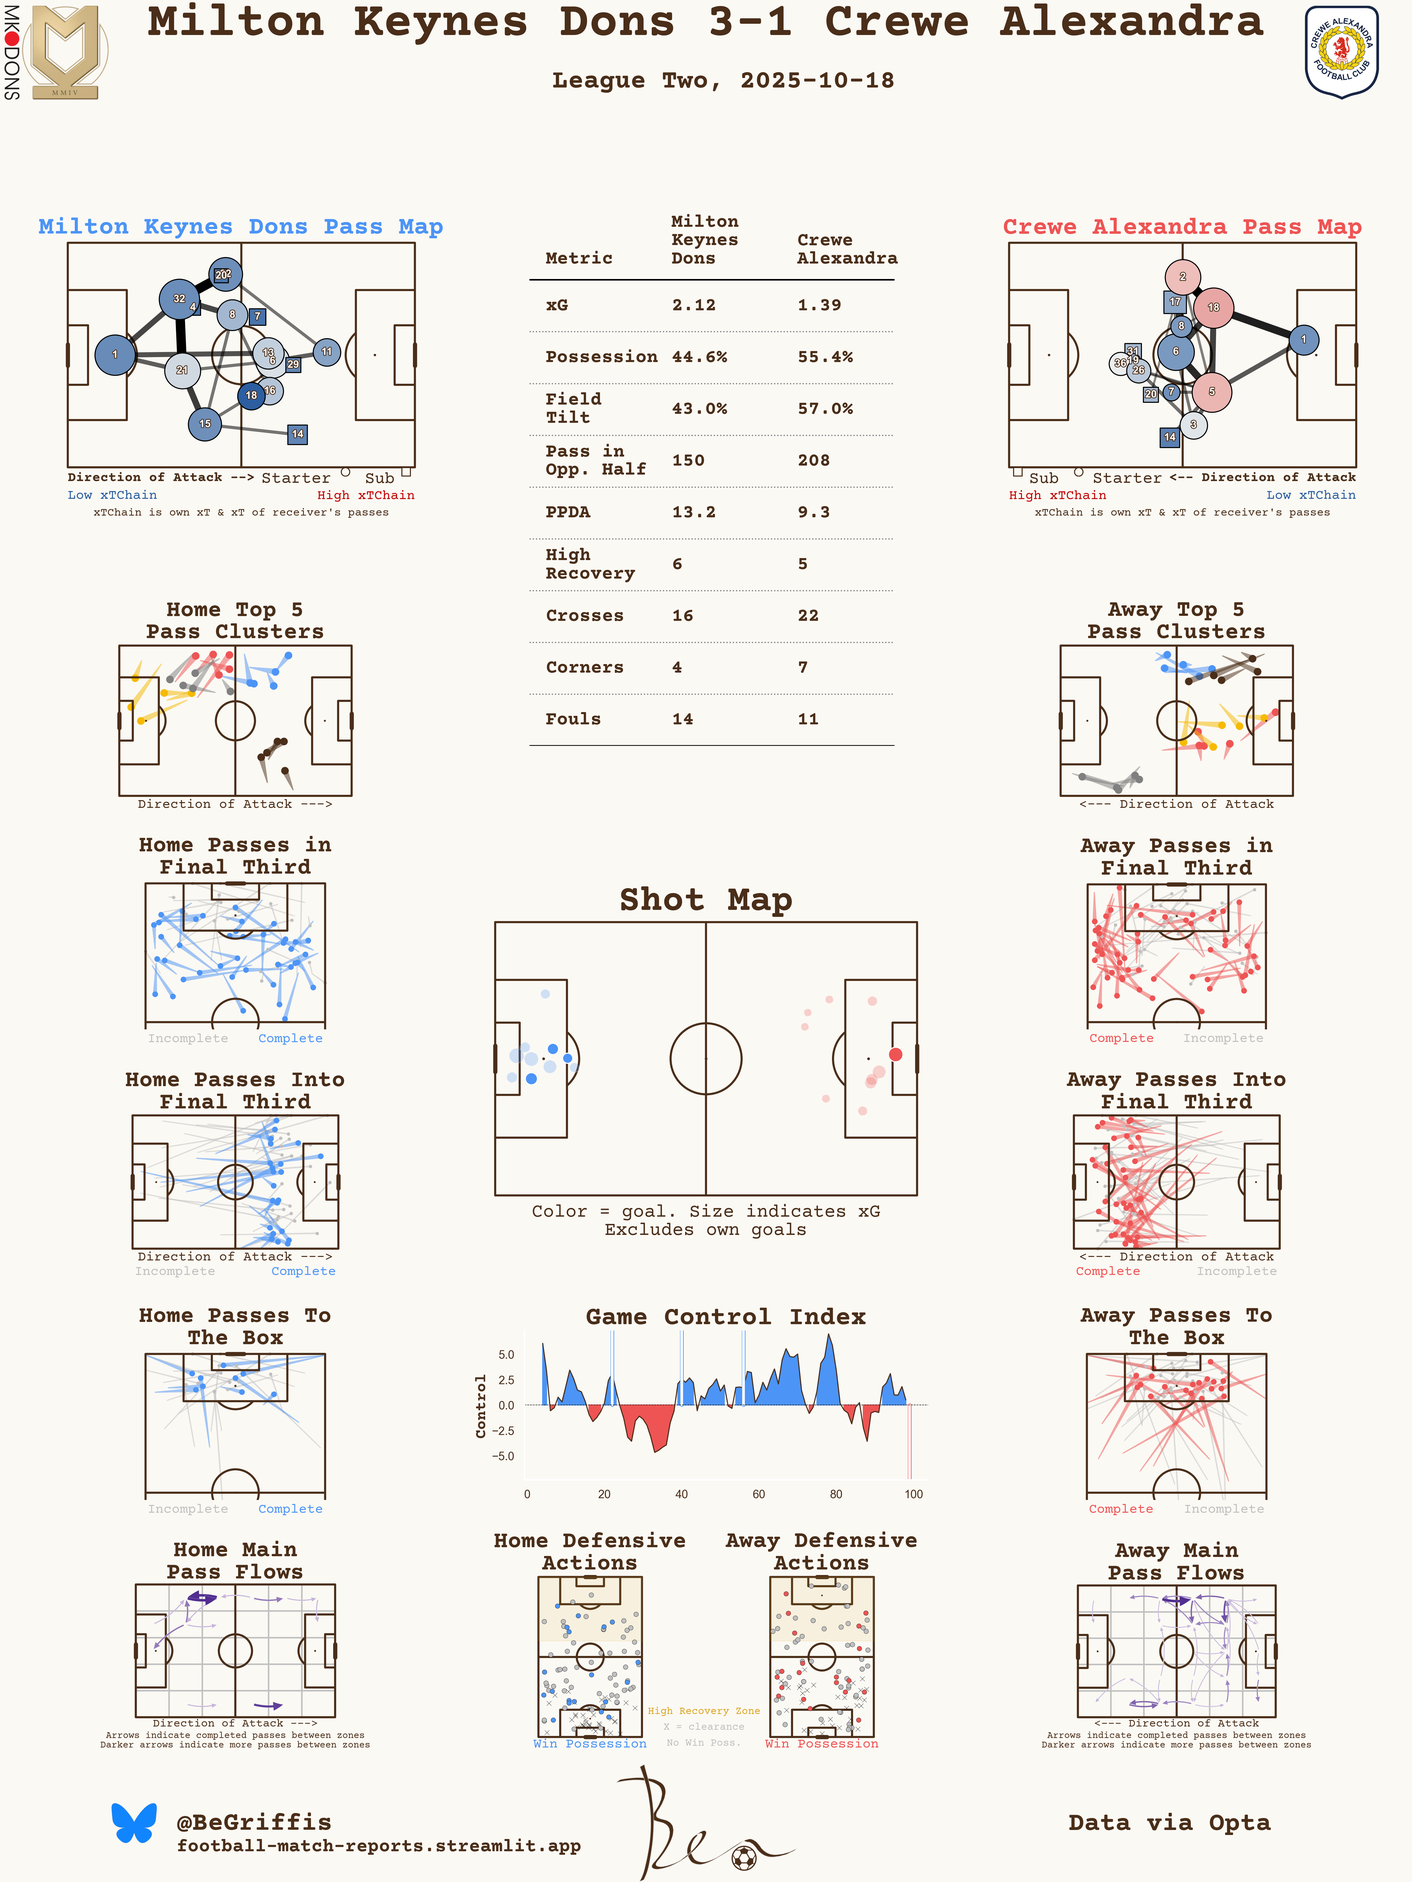 Milton Keynes Dons 3-1 Crewe Alexandra
League Two, 2025-10-18
MK DONS
MMIV
CREWE ALEXANDRA
FOOTBALL CLUB
Milton Keynes Dons Pass Map
1
32
21
15
20
4
8
7
13
6
11
29
16
18
14
Direction of Attack --> Starter Sub
Low xTChain High xTChain
xTChain is own xT & xT of receiver's passes
Metric Milton Keynes Dons Crewe Alexandra
xG 2.12 1.39
Possession 44.6% 55.4%
Field Tilt 43.0% 57.0%
Pass in Opp. Half 150 208
PPDA 13.2 9.3
High Recovery 6 5
Crosses 16 22
Corners 4 7
Fouls 14 11
Crewe Alexandra Pass Map
2
17
18
8
1
6
31
19
36
26
20
7
5
3
14
Sub Starter <-- Direction of Attack
High xTChain Low xTChain
xTChain is own xT & xT of receiver's passes
Home Top 5
Pass Clusters
Direction of Attack --->
Away Top 5
Pass Clusters
<--- Direction of Attack
Home Passes in
Final Third
Incomplete Complete
Away Passes in
Final Third
Complete Incomplete
Shot Map
Color = goal. Size indicates xG
Excludes own goals
Home Passes Into
Final Third
Direction of Attack --->
Incomplete Complete
Away Passes Into
Final Third
<--- Direction of Attack
Complete Incomplete
Home Passes To
The Box
Incomplete Complete
Game Control Index
Control
5.0
2.5
0.0
−2.5
−5.0
0 20 40 60 80 100
Away Passes To
The Box
Complete Incomplete
Home Main
Pass Flows
Direction of Attack --->
Arrows indicate completed passes between zones
Darker arrows indicate more passes between zones
Home Defensive
Actions
Win Possession
Away Defensive
Actions
Win Possession
High Recovery Zone
X = clearance
No Win Poss.
Away Main
Pass Flows
<--- Direction of Attack
Arrows indicate completed passes between zones
Darker arrows indicate more passes between zones
@BeGriffis
football-match-reports.streamlit.app
Ben
Data via Opta